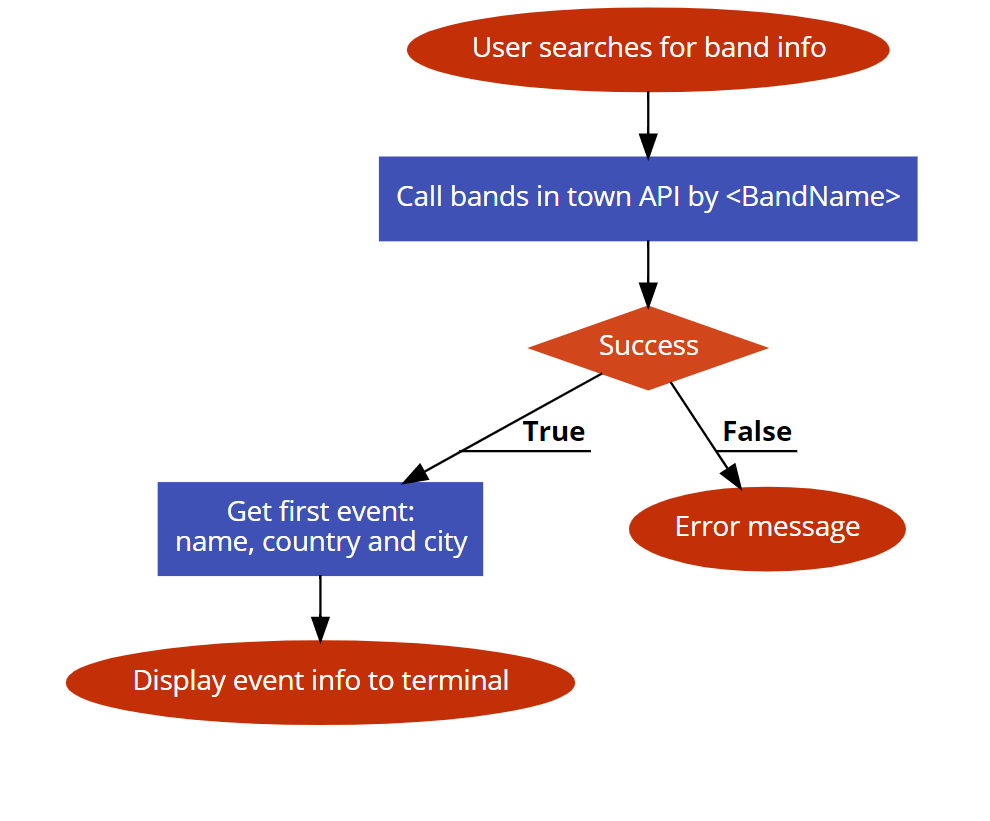 User searches for band info
Call bands in town API by <BandName>
Success
True
False
Get first event:
name, country and city
Error message
Display event info to terminal